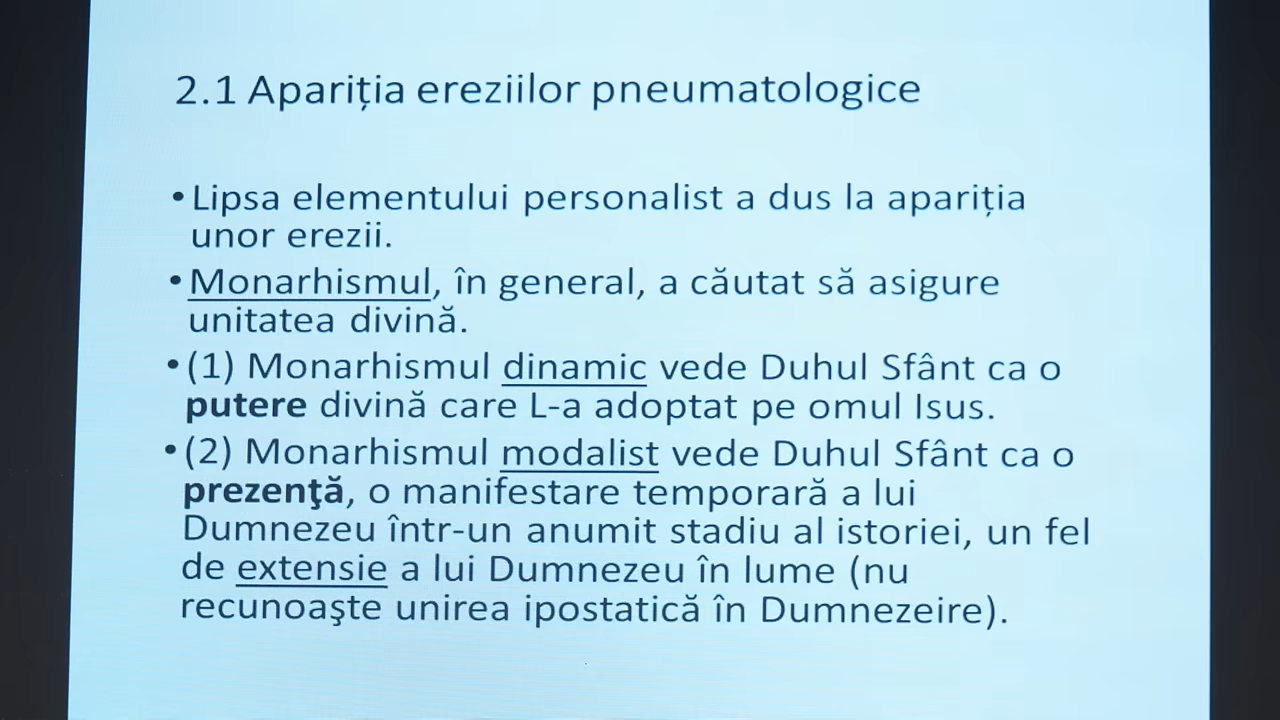 2.1 Apariția ereziilor pneumatologice
• Lipsa elementului personalist a dus la apariția
unor erezii.
• Monarhismul, în general, a căutat să asigure
unitatea divină.
• (1) Monarhismul dinamic vede Duhul Sfânt ca o
putere divină care L-a adoptat pe omul Isus.
• (2) Monarhismul modalist vede Duhul Sfânt ca o
prezenţă, o manifestare temporară a lui
Dumnezeu într-un anumit stadiu al istoriei, un fel
de extensie a lui Dumnezeu în lume (nu
recunoaşte unirea ipostatică în Dumnezeire).